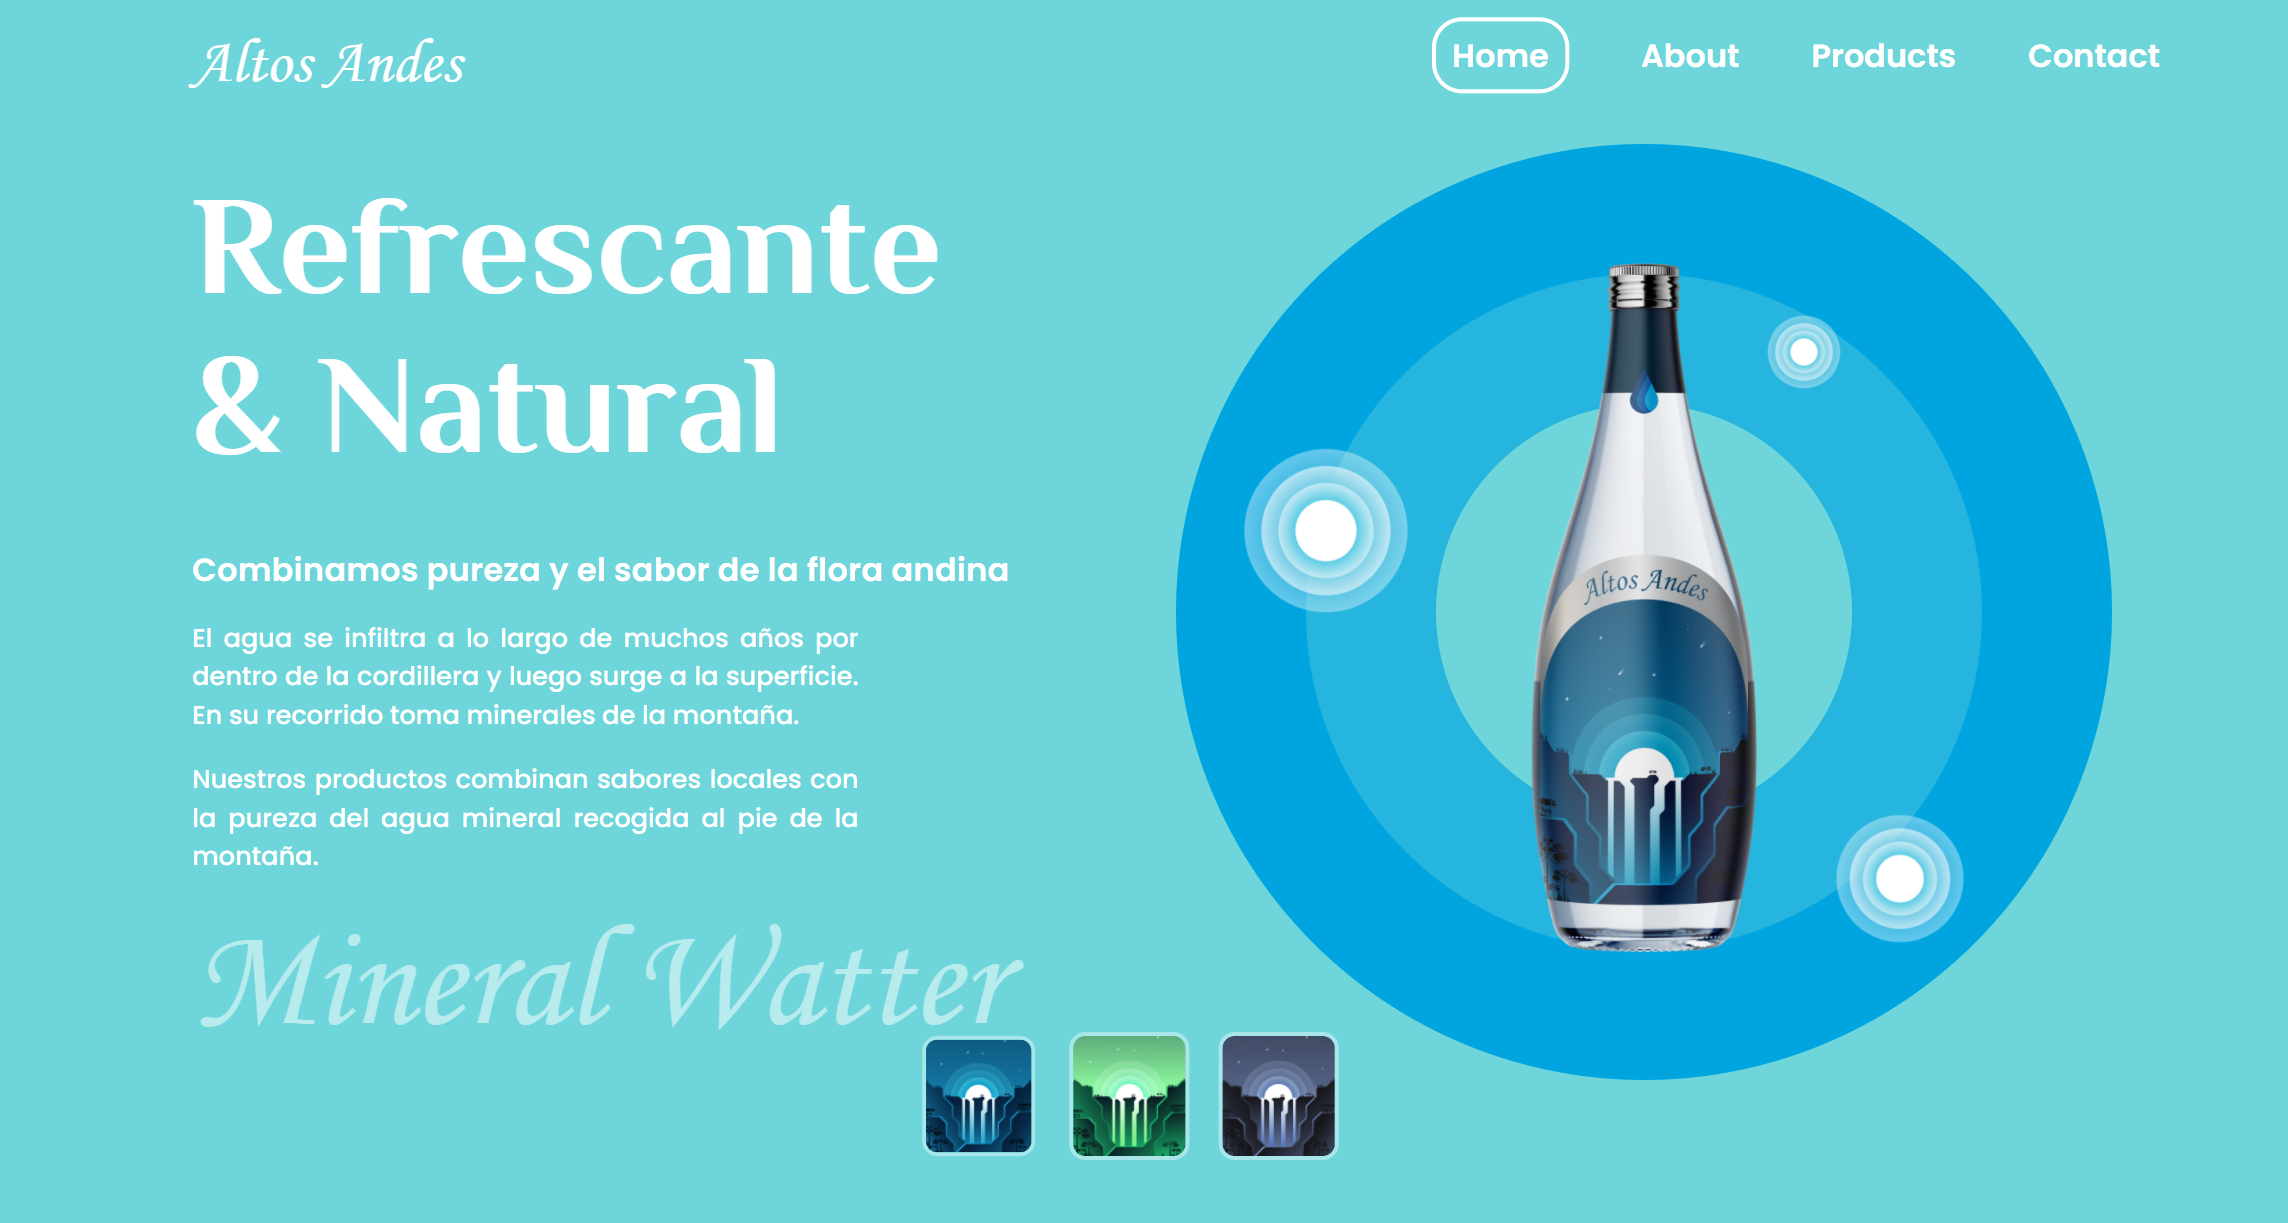 Altos Andes
Home
About
Products
Contact
Refrescante
& Natural
Combinamos pureza y el sabor de la flora andina
El agua se infiltra a lo largo de muchos años por
dentro de la cordillera y luego surge a la superficie.
En su recorrido toma minerales de la montaña.
Nuestros productos combinan sabores locales con
la pureza del agua mineral recogida al pie de la
montaña.
Mineral Watter
Altos Andes